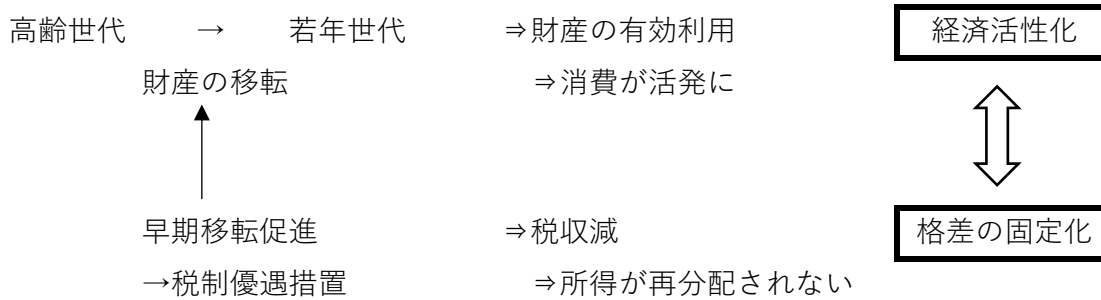 高齢世代 → 若年世代 ⇒財産の有効利用 経済活性化
財産の移転 ⇒消費が活発に
早期移転促進 ⇒税収減 格差の固定化
→税制優遇措置 ⇒所得が再分配されない